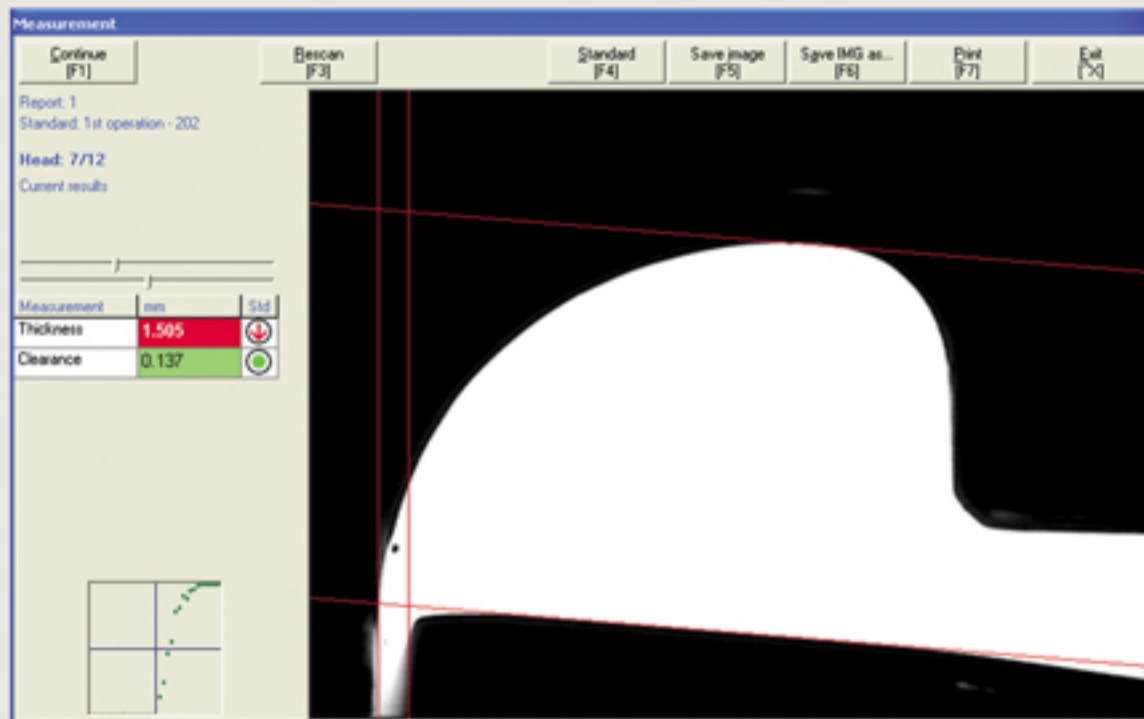 Measurement
Continue
[F1]
Rescan
[F3]
Standard
[F4]
Save image
[F5]
Save IMG as...
[F6]
Print
[F7]
Exit
[^X]
Report: 1
Standard: 1st operation - 202
Head: 7/12
Current results
Measurement mm Std
Thickness 1.505
Clearance 0.137